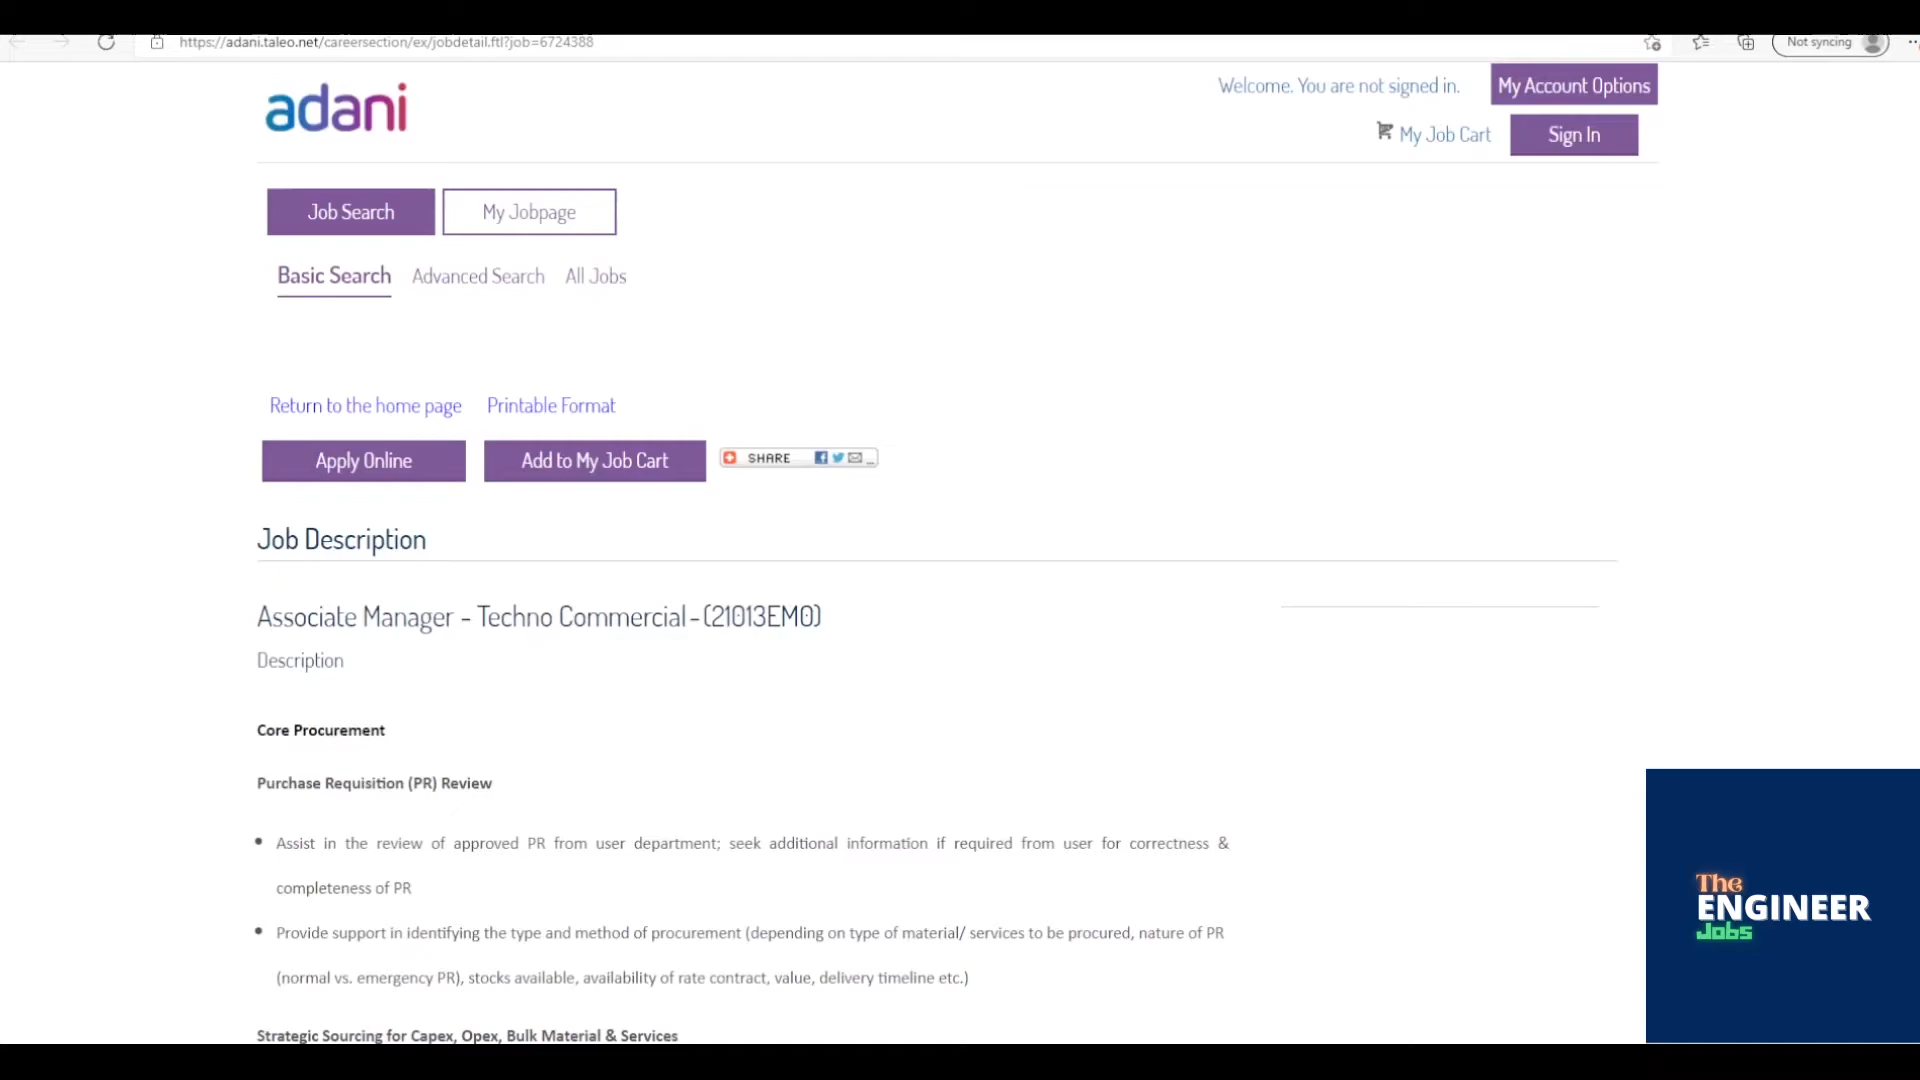 https://adani.taleo.net/careersection/ex/jobdetail.ftl?job=6724388
Not syncing
adani
Welcome. You are not signed in.
My Account Options
My Job Cart
Sign In
Job Search
My Jobpage
Basic Search
Advanced Search
All Jobs
Return to the home page
Printable Format
Apply Online
Add to My Job Cart
SHARE
Job Description
Associate Manager - Techno Commercial-(21013EM0)
Description
Core Procurement
Purchase Requisition (PR) Review
Assist in the review of approved PR from user department; seek additional information if required from user for correctness &
completeness of PR
Provide support in identifying the type and method of procurement (depending on type of material/ services to be procured, nature of PR
(normal vs. emergency PR), stocks available, availability of rate contract, value, delivery timeline etc.)
Strategic Sourcing for Capex, Opex, Bulk Material & Services
The
ENGINEER
Jobs